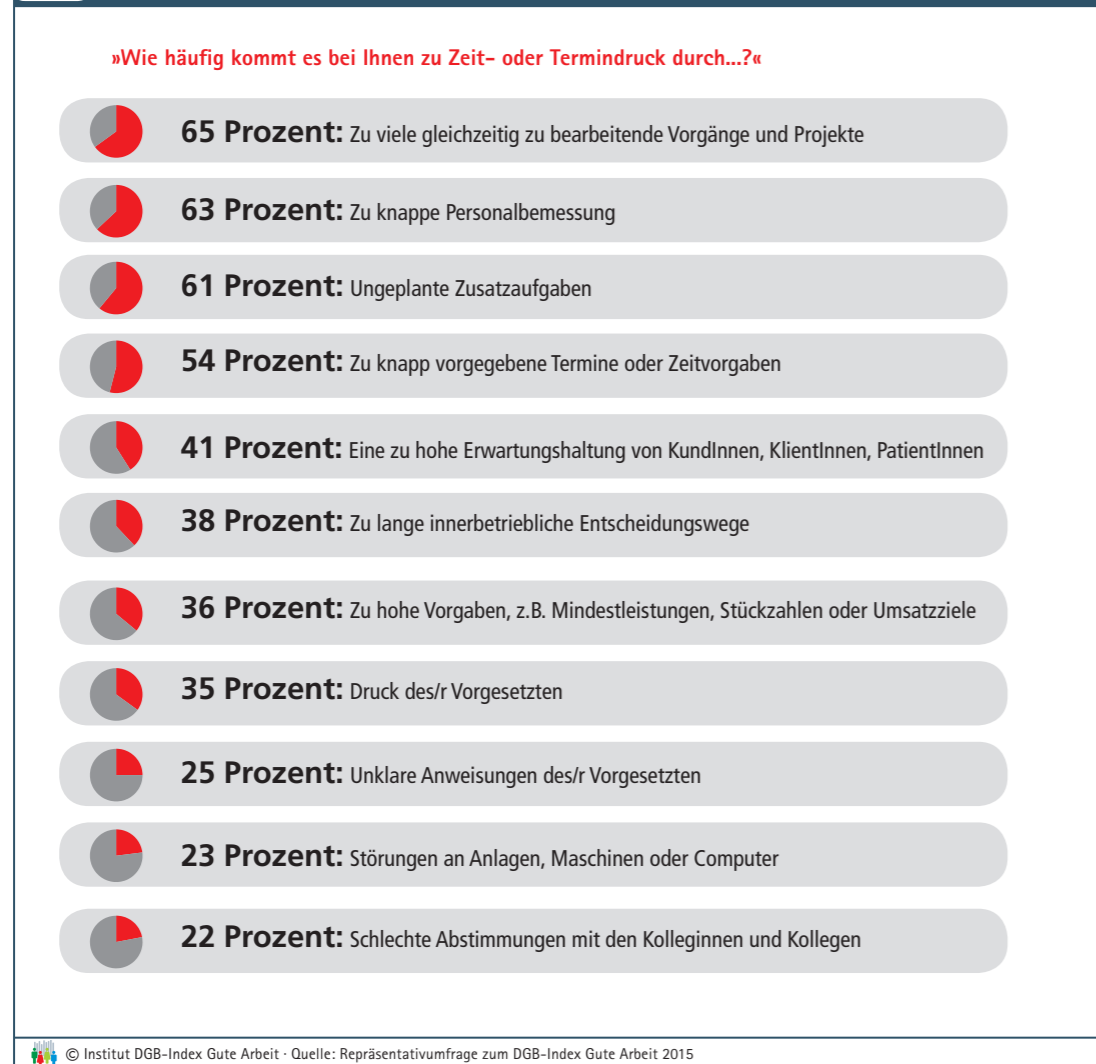 »Wie häufig kommt es bei Ihnen zu Zeit- oder Termindruck durch...?«
65 Prozent: Zu viele gleichzeitig zu bearbeitende Vorgänge und Projekte
63 Prozent: Zu knappe Personalbemessung
61 Prozent: Ungeplante Zusatzaufgaben
54 Prozent: Zu knapp vorgegebene Termine oder Zeitvorgaben
41 Prozent: Eine zu hohe Erwartungshaltung von KundInnen, KlientInnen, PatientInnen
38 Prozent: Zu lange innerbetriebliche Entscheidungswege
36 Prozent: Zu hohe Vorgaben, z.B. Mindestleistungen, Stückzahlen oder Umsatzziele
35 Prozent: Druck des/r Vorgesetzten
25 Prozent: Unklare Anweisungen des/r Vorgesetzten
23 Prozent: Störungen an Anlagen, Maschinen oder Computer
22 Prozent: Schlechte Abstimmungen mit den Kolleginnen und Kollegen
© Institut DGB-Index Gute Arbeit · Quelle: Repräsentativumfrage zum DGB-Index Gute Arbeit 2015